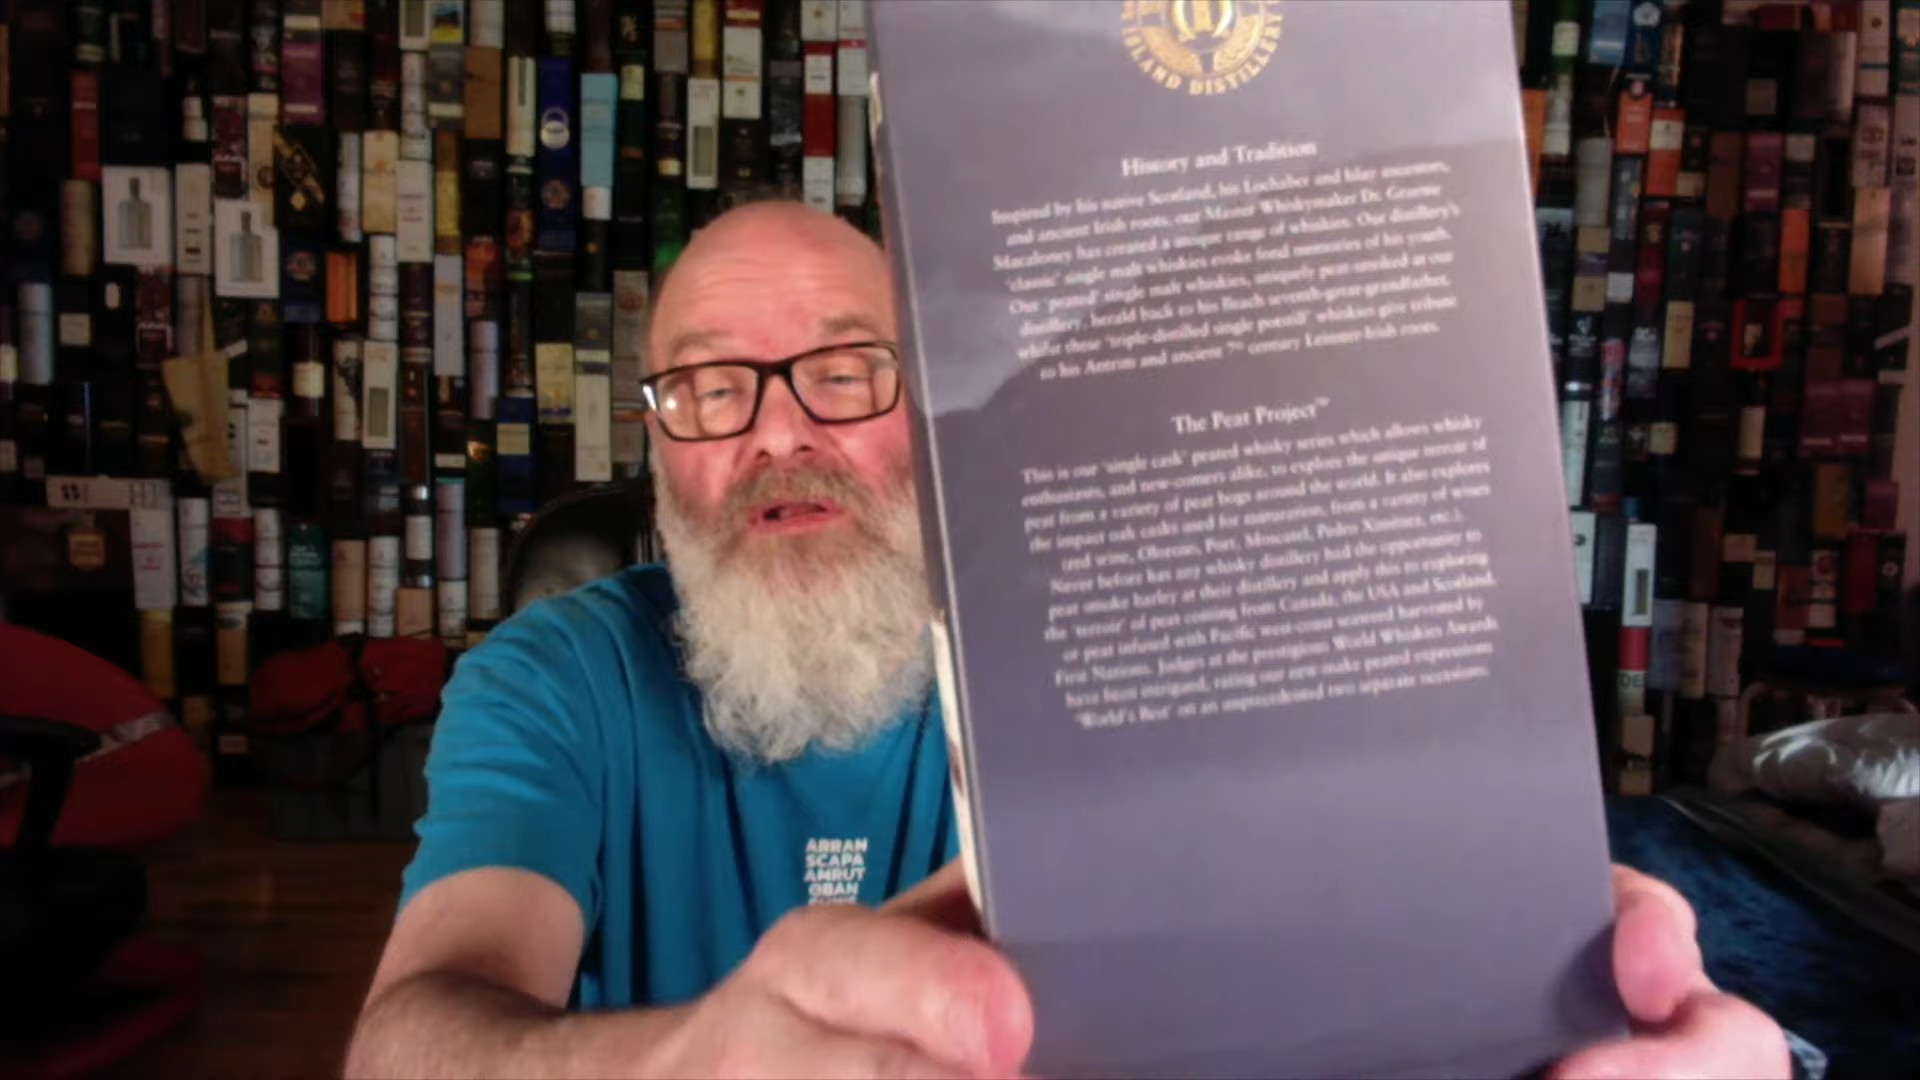 LAND DISTILLERY
History and Tradition
Inspired by his native Scotland, his Lochaber and Islay ancestors,
and ancient Irish roots, our Master Whiskymaker Dr. Graeme
Macaloney has created a unique range of whiskies. Our distillery's
'classic' single malt whiskies evoke fond memories of his youth.
Our 'peated' single malt whiskies, uniquely peat-smoked at our
distillery, herald back to his Ileach seventh-great-grandfather,
whilst these 'triple-distilled single potstill' whiskies give tribute
to his Antrim and ancient 7th century Leinster-Irish roots.
The Peat Project™
This is our 'single cask' peated whisky series which allows whisky
enthusiasts, and new-comers alike, to explore the unique terroir of
peat from a variety of peat bogs around the world. It also explores
the impact oak casks used for maturation, from a variety of wines
(red wine, Oloroso, Port, Moscatel, Pedro Ximénez, etc.).
Never before has any whisky distillery had the opportunity to
peat smoke barley at their distillery and apply this to exploring
the 'terroir' of peat coming from Canada, the USA and Scotland,
or peat infused with Pacific west-coast seaweed harvested by
First Nations. Judges at the prestigious World Whiskies Awards
have been intrigued, rating our new-make peated expressions
'World's Best' on an unprecedented two separate occasions.
ARRAN
SCAPA
AMRUT
OBAN